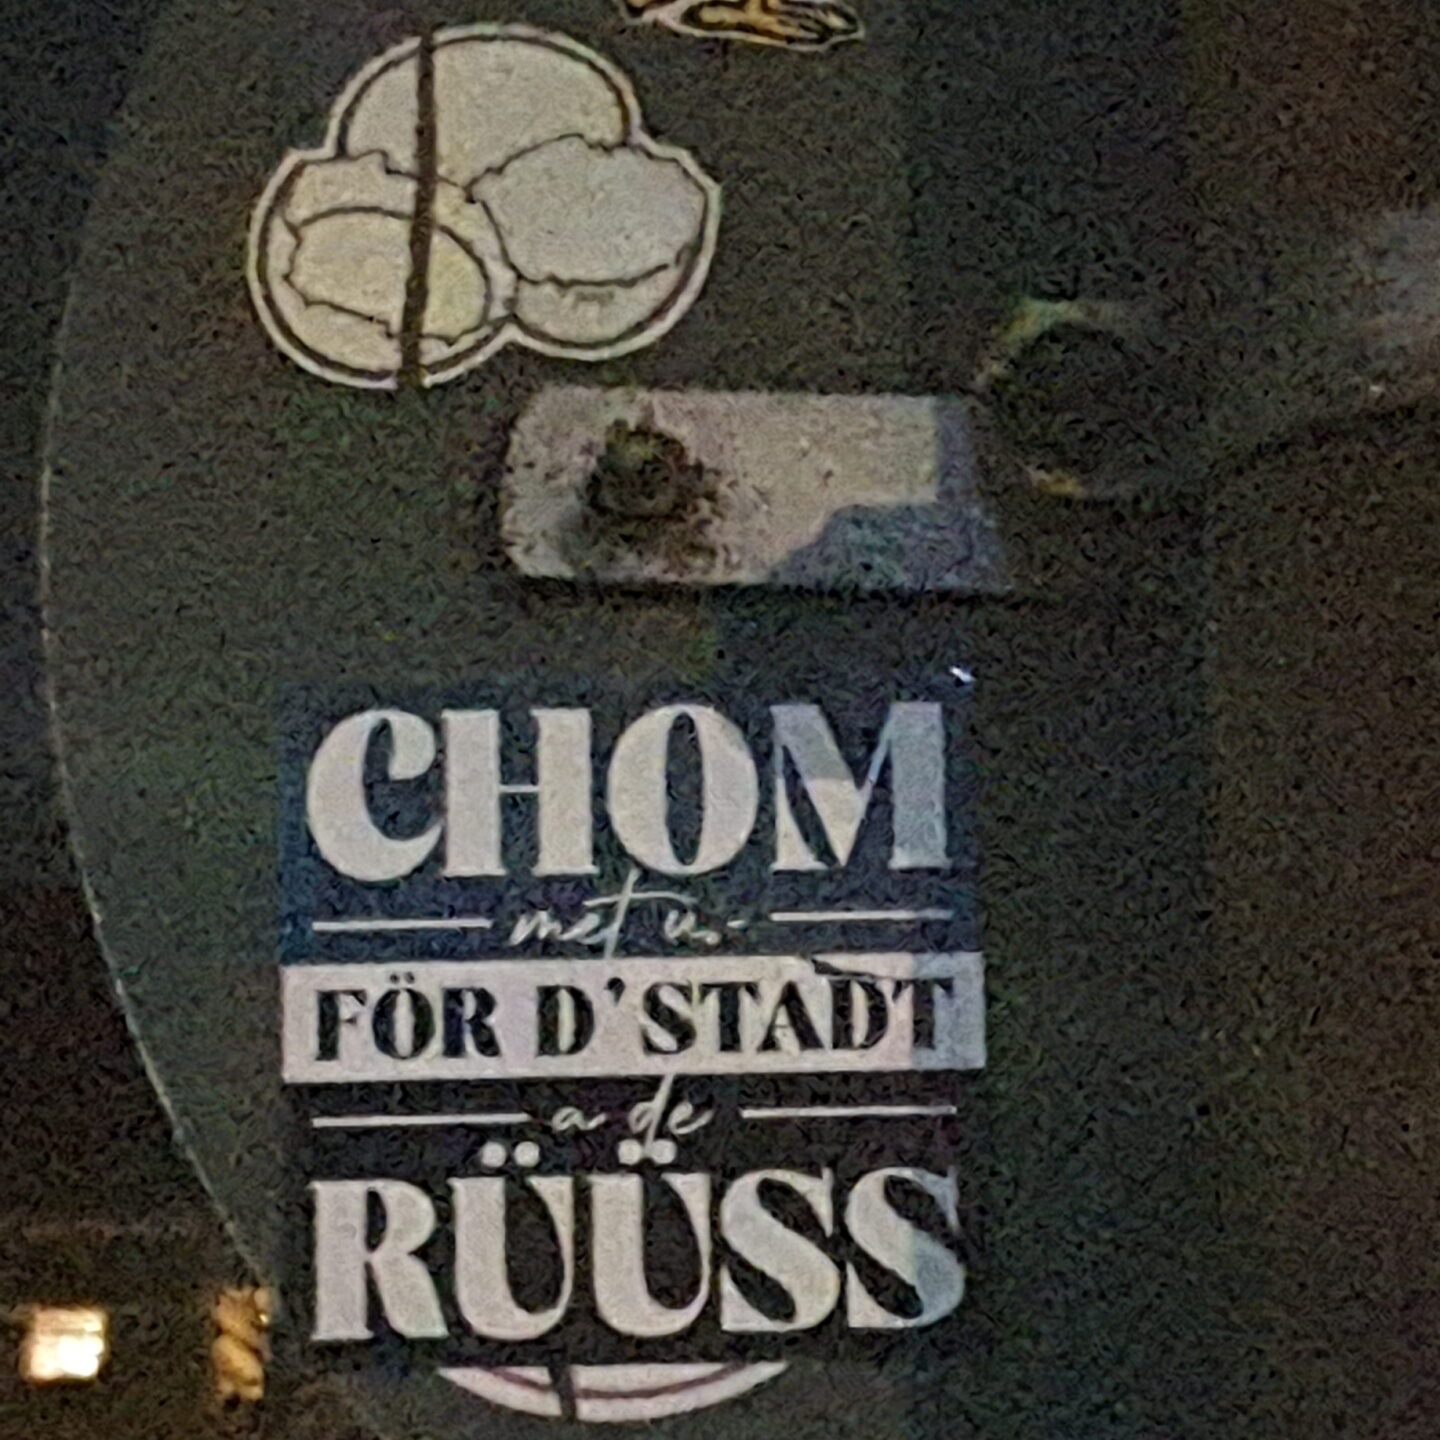 CHOM
met us
FÖR D'STADT
a de
RÜÜSS